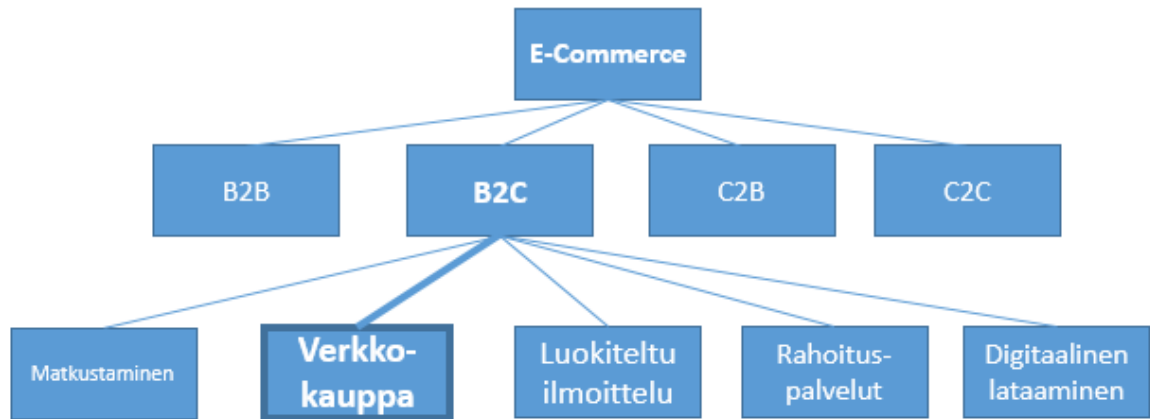 E-Commerce
B2B
B2C
C2B
C2C
Matkustaminen
Verkko-
kauppa
Luokiteltu
ilmoittelu
Rahoitus-
palvelut
Digitaalinen
lataaminen